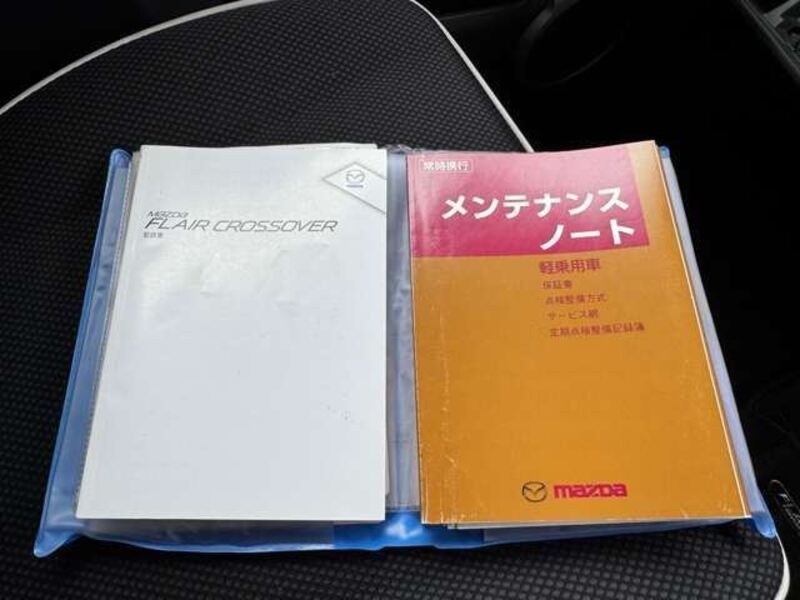 mazda
FLAIR CROSSOVER
取扱書
常時携行
メンテナンス
ノート
軽乗用車
保証書
点検整備方式
サービス網
定期点検整備記録簿
mazda